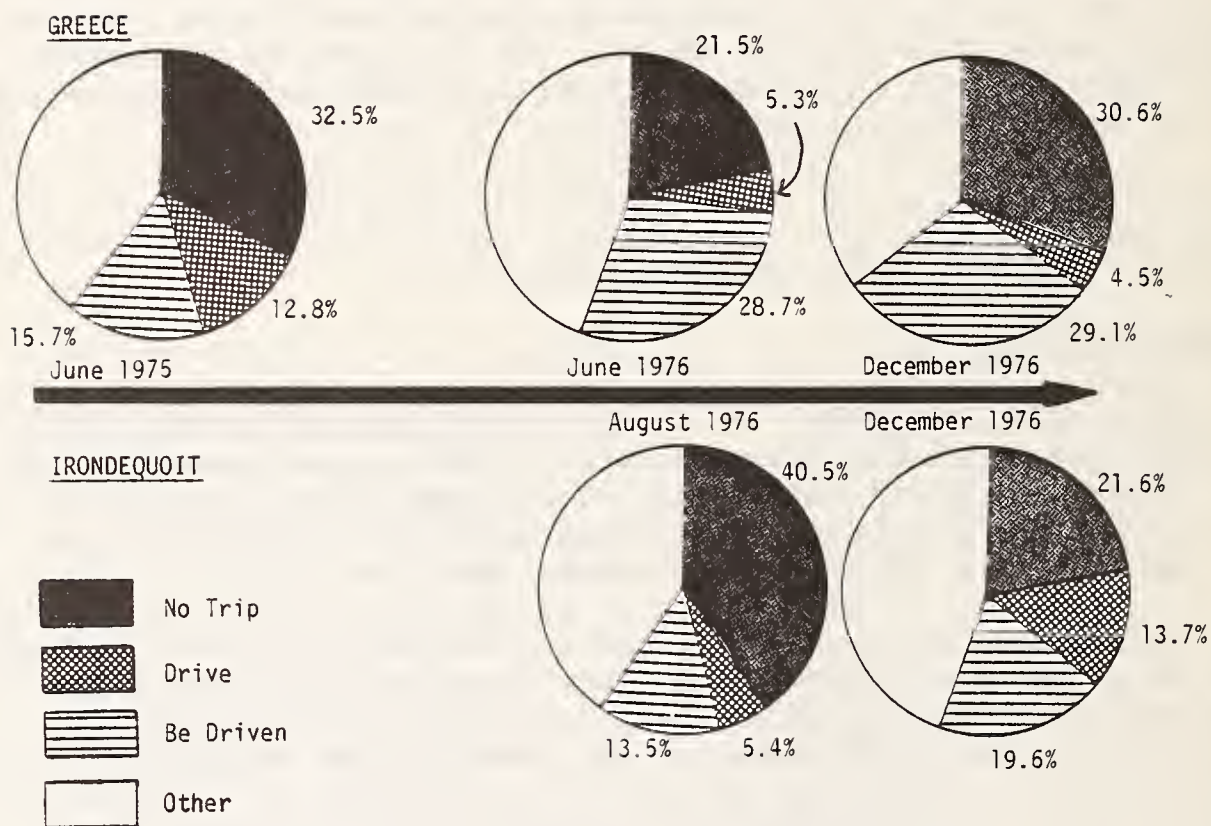 GREECE
32.5%
12.8%
15.7%
June 1975
21.5%
5.3%
28.7%
June 1976
30.6%
4.5%
29.1%
December 1976
August 1976
December 1976
IRONDEQUOIT
40.5%
5.4%
13.5%
21.6%
13.7%
19.6%
No Trip
Drive
Be Driven
Other